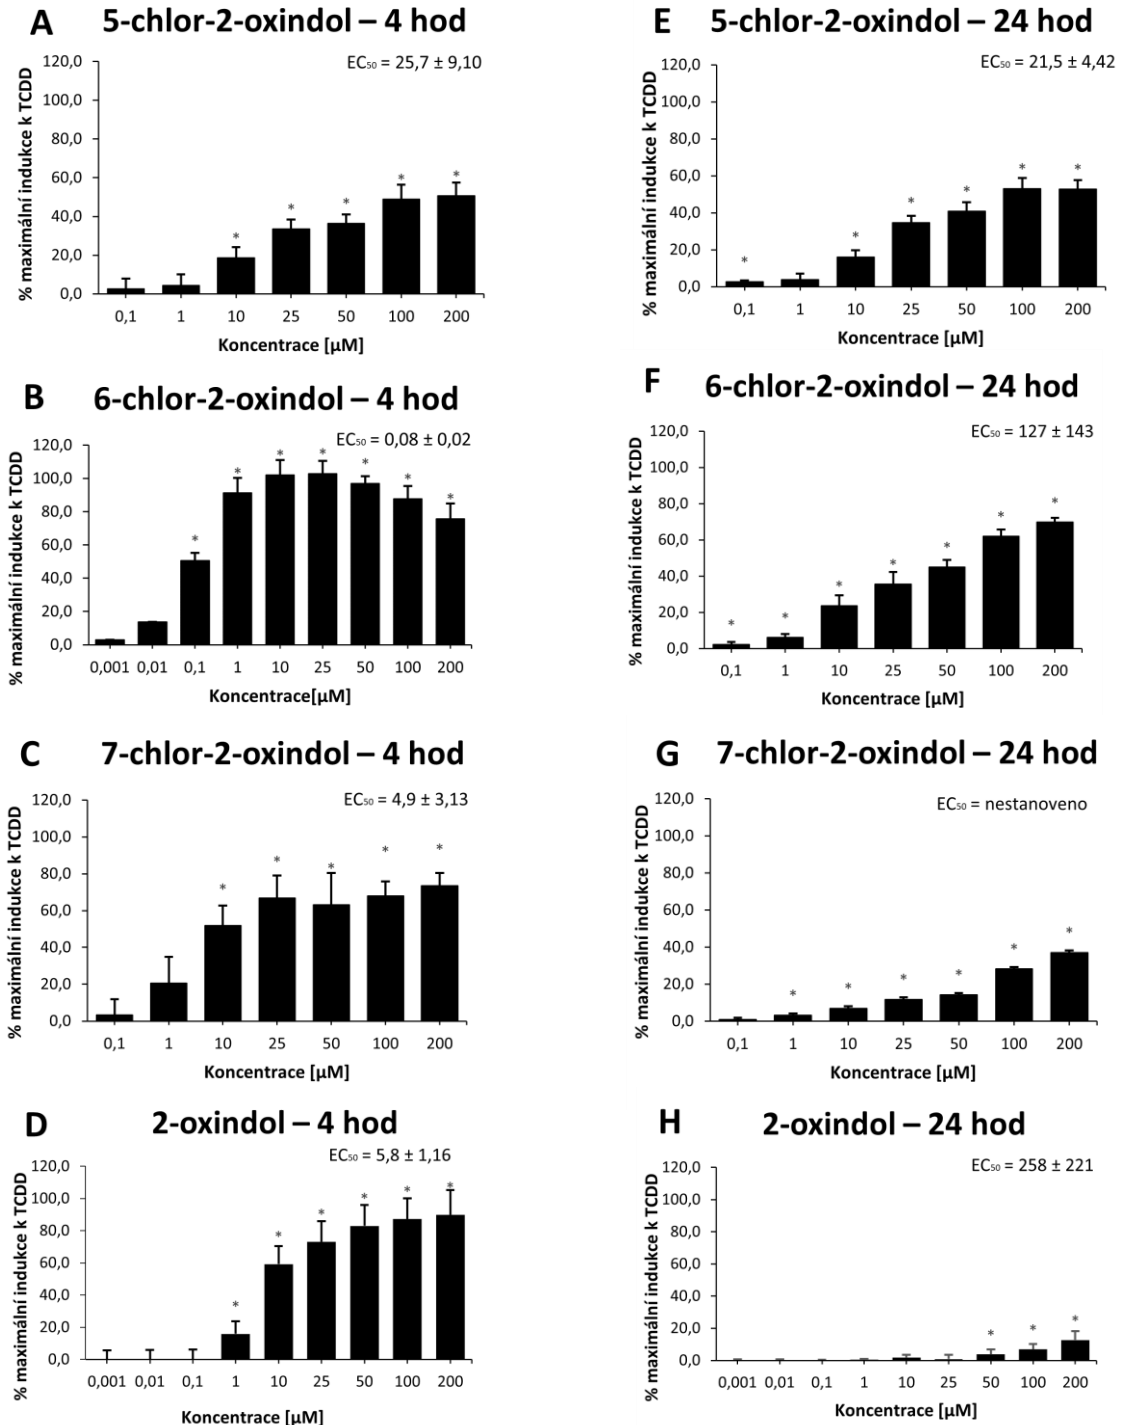 A 5-chlor-2-oxindol – 4 hod
EC₅₀ = 25,7 ± 9,10
% maximální indukce k TCDD
120,0
100,0
80,0
60,0
40,0
20,0
0,0
* * * * *
0,1 1 10 25 50 100 200
Koncentrace [µM]
E 5-chlor-2-oxindol – 24 hod
EC₅₀ = 21,5 ± 4,42
% maximální indukce k TCDD
120,0
100,0
80,0
60,0
40,0
20,0
0,0
* * * * * *
0,1 1 10 25 50 100 200
Koncentrace [µM]
B 6-chlor-2-oxindol – 4 hod
EC₅₀ = 0,08 ± 0,02
% maximální indukce k TCDD
120,0
100,0
80,0
60,0
40,0
20,0
0,0
* * * * * * *
0,001 0,01 0,1 1 10 25 50 100 200
Koncentrace[µM]
F 6-chlor-2-oxindol – 24 hod
EC₅₀ = 127 ± 143
% maximální indukce k TCDD
120,0
100,0
80,0
60,0
40,0
20,0
0,0
* * * * * * *
0,1 1 10 25 50 100 200
Koncentrace [µM]
C 7-chlor-2-oxindol – 4 hod
EC₅₀ = 4,9 ± 3,13
% maximální indukce k TCDD
120,0
100,0
80,0
60,0
40,0
20,0
0,0
* * * * *
0,1 1 10 25 50 100 200
Koncentrace [µM]
G 7-chlor-2-oxindol – 24 hod
EC₅₀ = nestanoveno
% maximální indukce k TCDD
120,0
100,0
80,0
60,0
40,0
20,0
0,0
* * * * * *
0,1 1 10 25 50 100 200
Koncentrace [µM]
D 2-oxindol – 4 hod
EC₅₀ = 5,8 ± 1,16
% maximální indukce k TCDD
120,0
100,0
80,0
60,0
40,0
20,0
0,0
* * * * * *
0,001 0,01 0,1 1 10 25 50 100 200
Koncentrace [µM]
H 2-oxindol – 24 hod
EC₅₀ = 258 ± 221
% maximální indukce k TCDD
120,0
100,0
80,0
60,0
40,0
20,0
0,0
* * *
0,001 0,01 0,1 1 10 25 50 100 200
Koncentrace [µM]